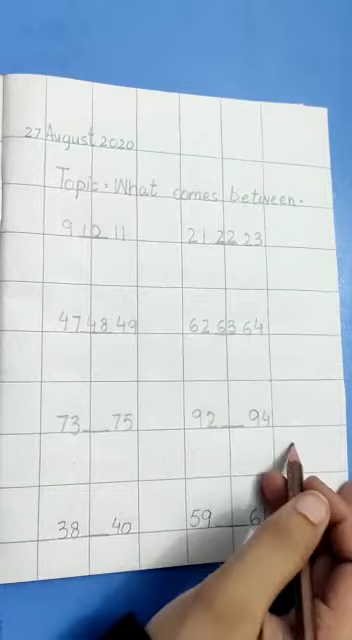 27 August 2020
Topic: What comes between.
9 10 11 21 22 23
47 48 49 62 63 64
73 __ 75 92 __ 94
38 __ 40 59 __ 6